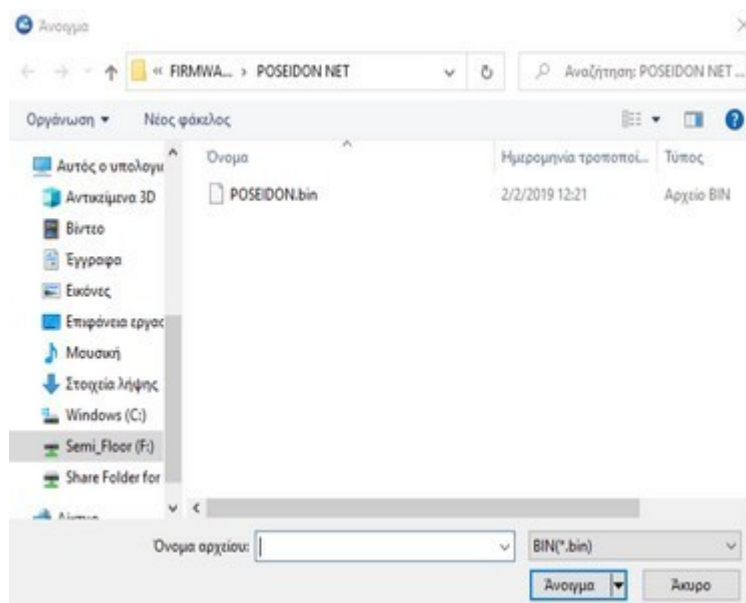 Άνοιγμα
« FIRMWA... › POSEIDON NET
Αναζήτηση: POSEIDON NET ...
Οργάνωση Νέος φάκελος
Όνομα Ημερομηνία τροποποί... Τύπος
Αυτός ο υπολογι
POSEIDON.bin 2/2/2019 12:21 Αρχείο BIN
Αντικείμενα 3D
Βίντεο
Έγγραφα
Εικόνες
Επιφάνεια εργασ
Μουσική
Στοιχεία λήψης
Windows (C:)
Semi_Floor (F:)
Share Folder for
Δίκτυο
Όνομα αρχείου: BIN(*.bin)
Άνοιγμα Άκυρο